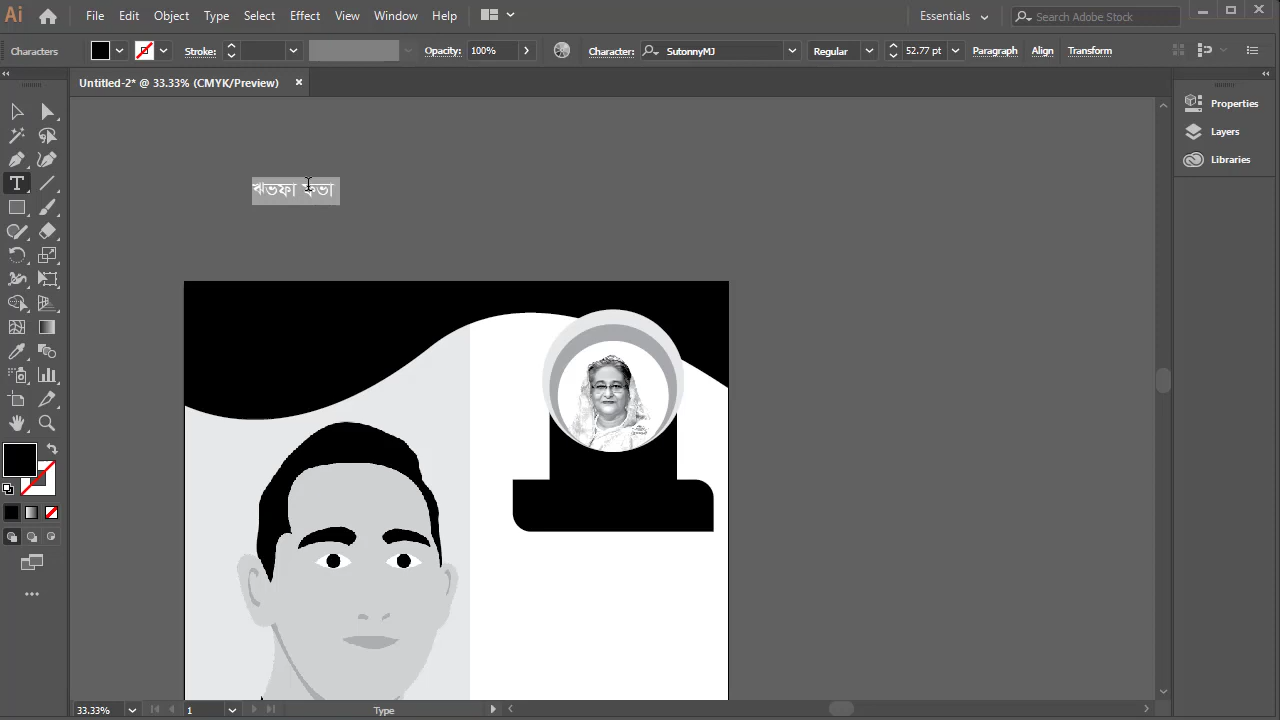 Ai File Edit Object Type Select Effect View Window Help Essentials Search Adobe Stock
Characters Stroke: Opacity: 100% Character: SutonnyMJ Regular 52.77 pt Paragraph Align Transform
Untitled-2* @ 33.33% (CMYK/Preview)
Properties
Layers
Libraries
ঋভফা ফভা
33.33% 1 Type